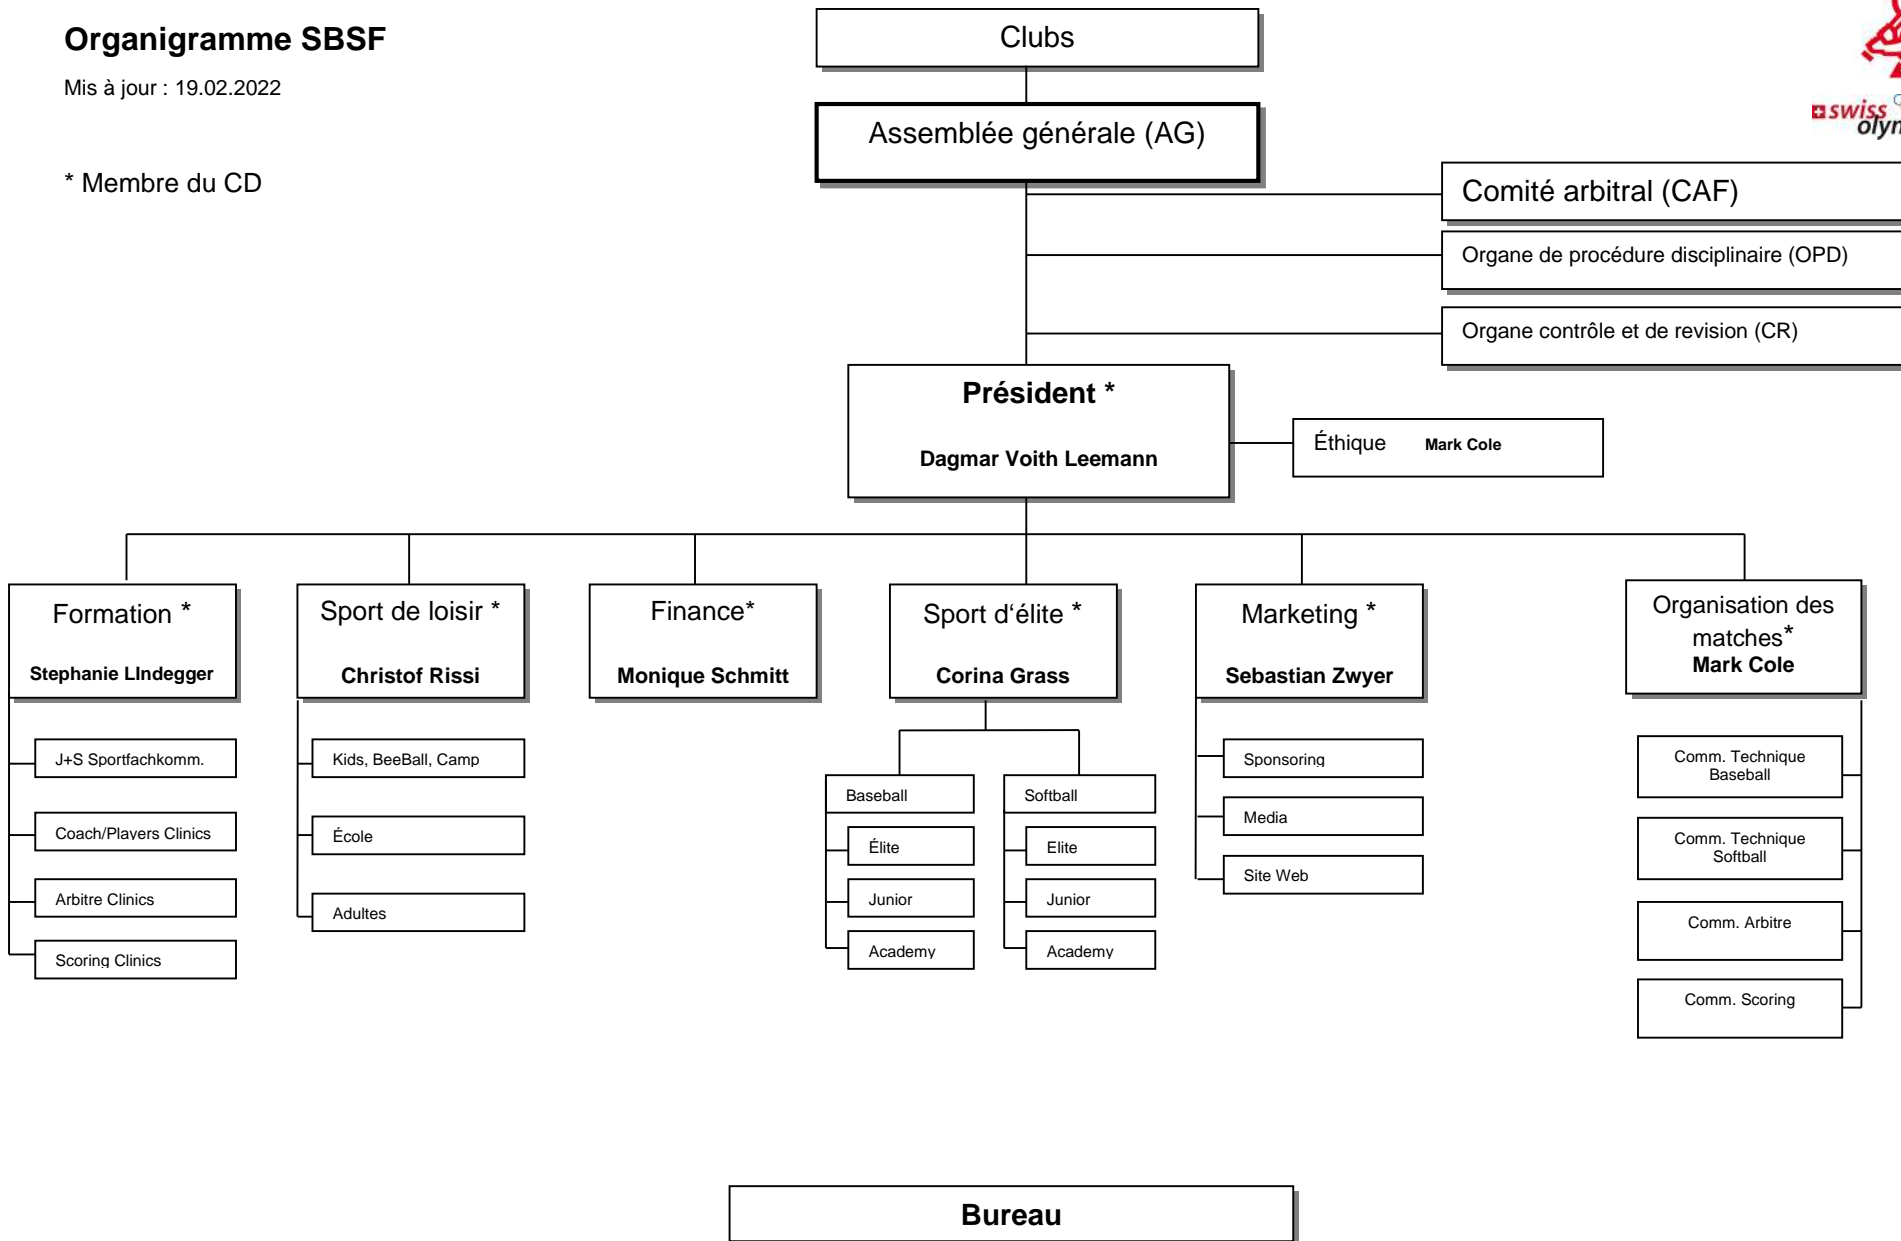 Organigramme SBSF
Mis à jour : 19.02.2022
* Membre du CD
Clubs
Assemblée générale (AG)
swiss
Comité arbitral (CAF)
Organe de procédure disciplinaire (OPD)
Organe contrôle et de revision (CR)
Président *
Dagmar Voith Leemann
Éthique Mark Cole
Formation *
Stephanie LIndegger
J+S Sportfachkomm.
Coach/Players Clinics
Arbitre Clinics
Scoring Clinics
Sport de loisir *
Christof Rissi
Kids, BeeBall, Camp
École
Adultes
Finance*
Monique Schmitt
Sport d‘élite *
Corina Grass
Baseball
Élite
Junior
Academy
Softball
Elite
Junior
Academy
Marketing *
Sebastian Zwyer
Sponsoring
Media
Site Web
Organisation des
matches*
Mark Cole
Comm. Technique
Baseball
Comm. Technique
Softball
Comm. Arbitre
Comm. Scoring
Bureau